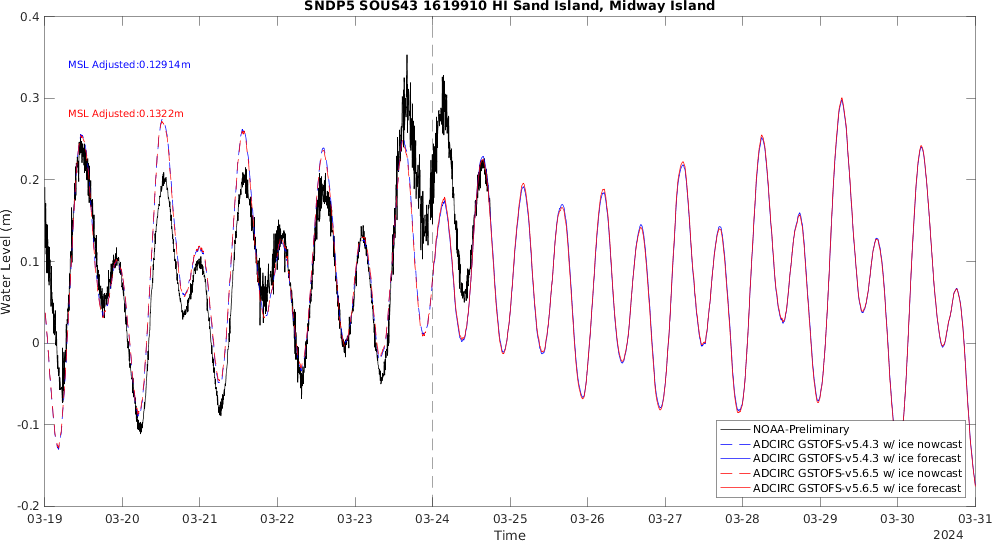 SNDP5 SOUS43 1619910 HI Sand Island, Midway Island
0.4
0.3
0.2
0.1
0
-0.1
-0.2
Water Level (m)
MSL Adjusted:0.12914m
MSL Adjusted:0.1322m
NOAA-Preliminary
ADCIRC GSTOFS-v5.4.3 w/ ice nowcast
ADCIRC GSTOFS-v5.4.3 w/ ice forecast
ADCIRC GSTOFS-v5.6.5 w/ ice nowcast
ADCIRC GSTOFS-v5.6.5 w/ ice forecast
03-19 03-20 03-21 03-22 03-23 03-24 03-25 03-26 03-27 03-28 03-29 03-30 03-31
Time
2024